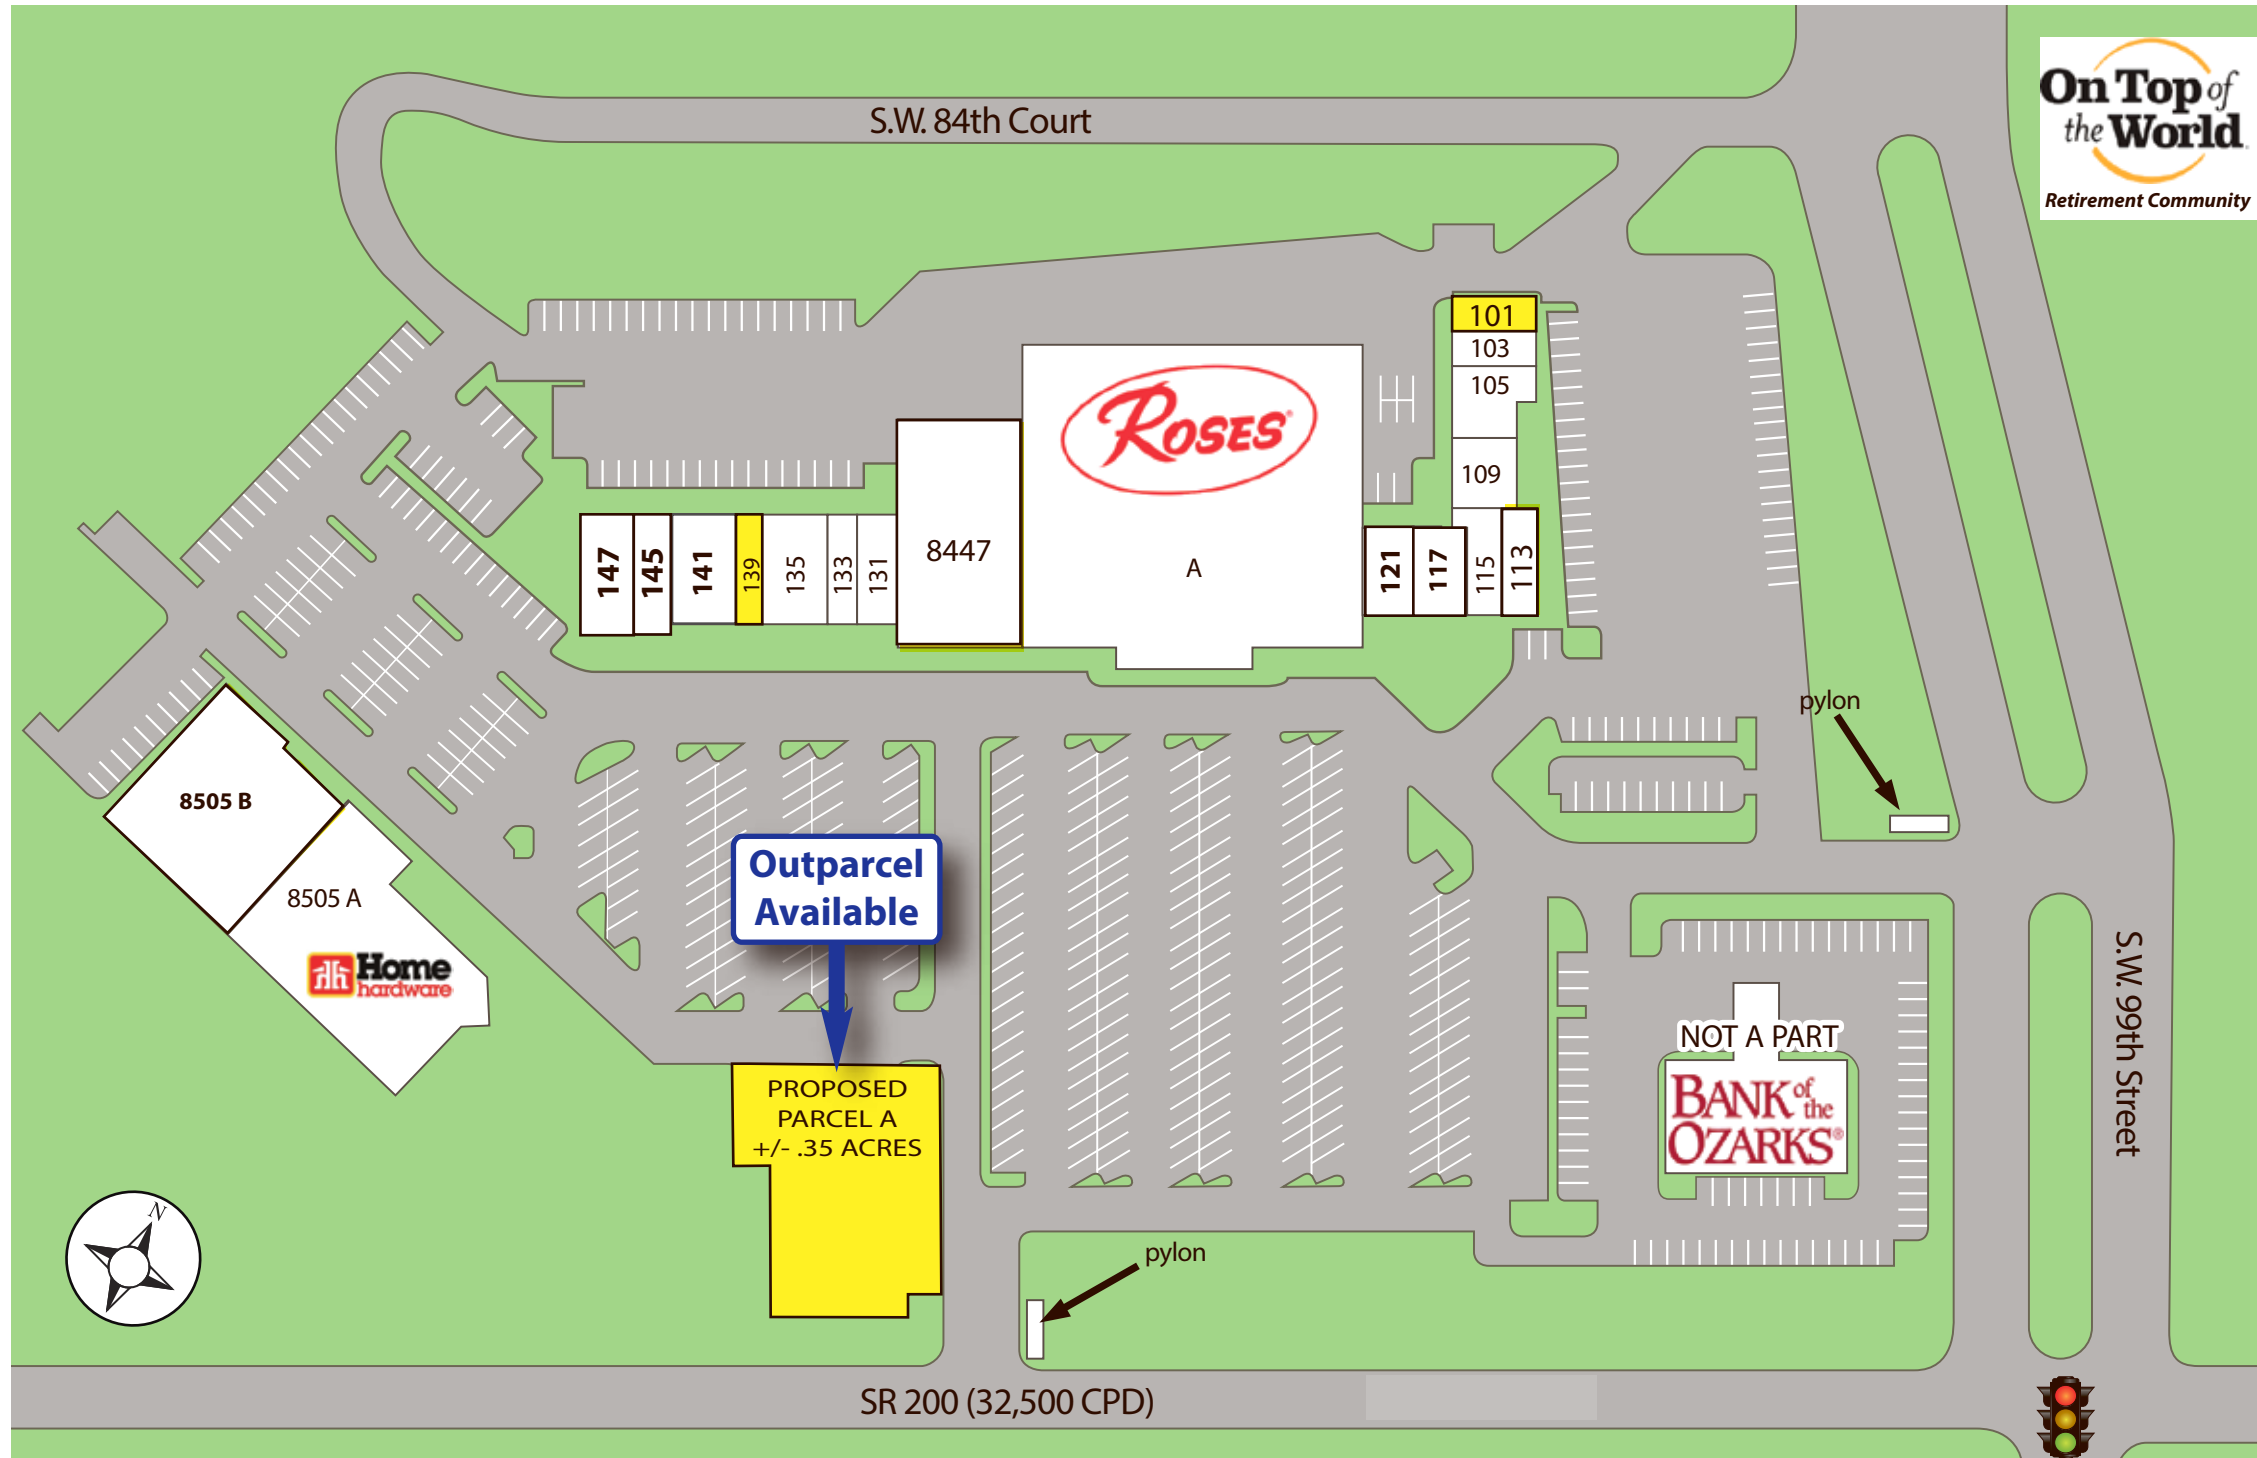 S.W. 84th Court
On Top of
the World
Retirement Community
101
103
105
109
ROSES
A
8447
147
145
141
139
135
133
131
121
117
115
113
pylon
8505 B
8505 A
Home
hardware
Outparcel
Available
PROPOSED
PARCEL A
+/- .35 ACRES
NOT A PART
BANK of the
OZARKS®
S.W. 99th Street
N
pylon
SR 200 (32,500 CPD)